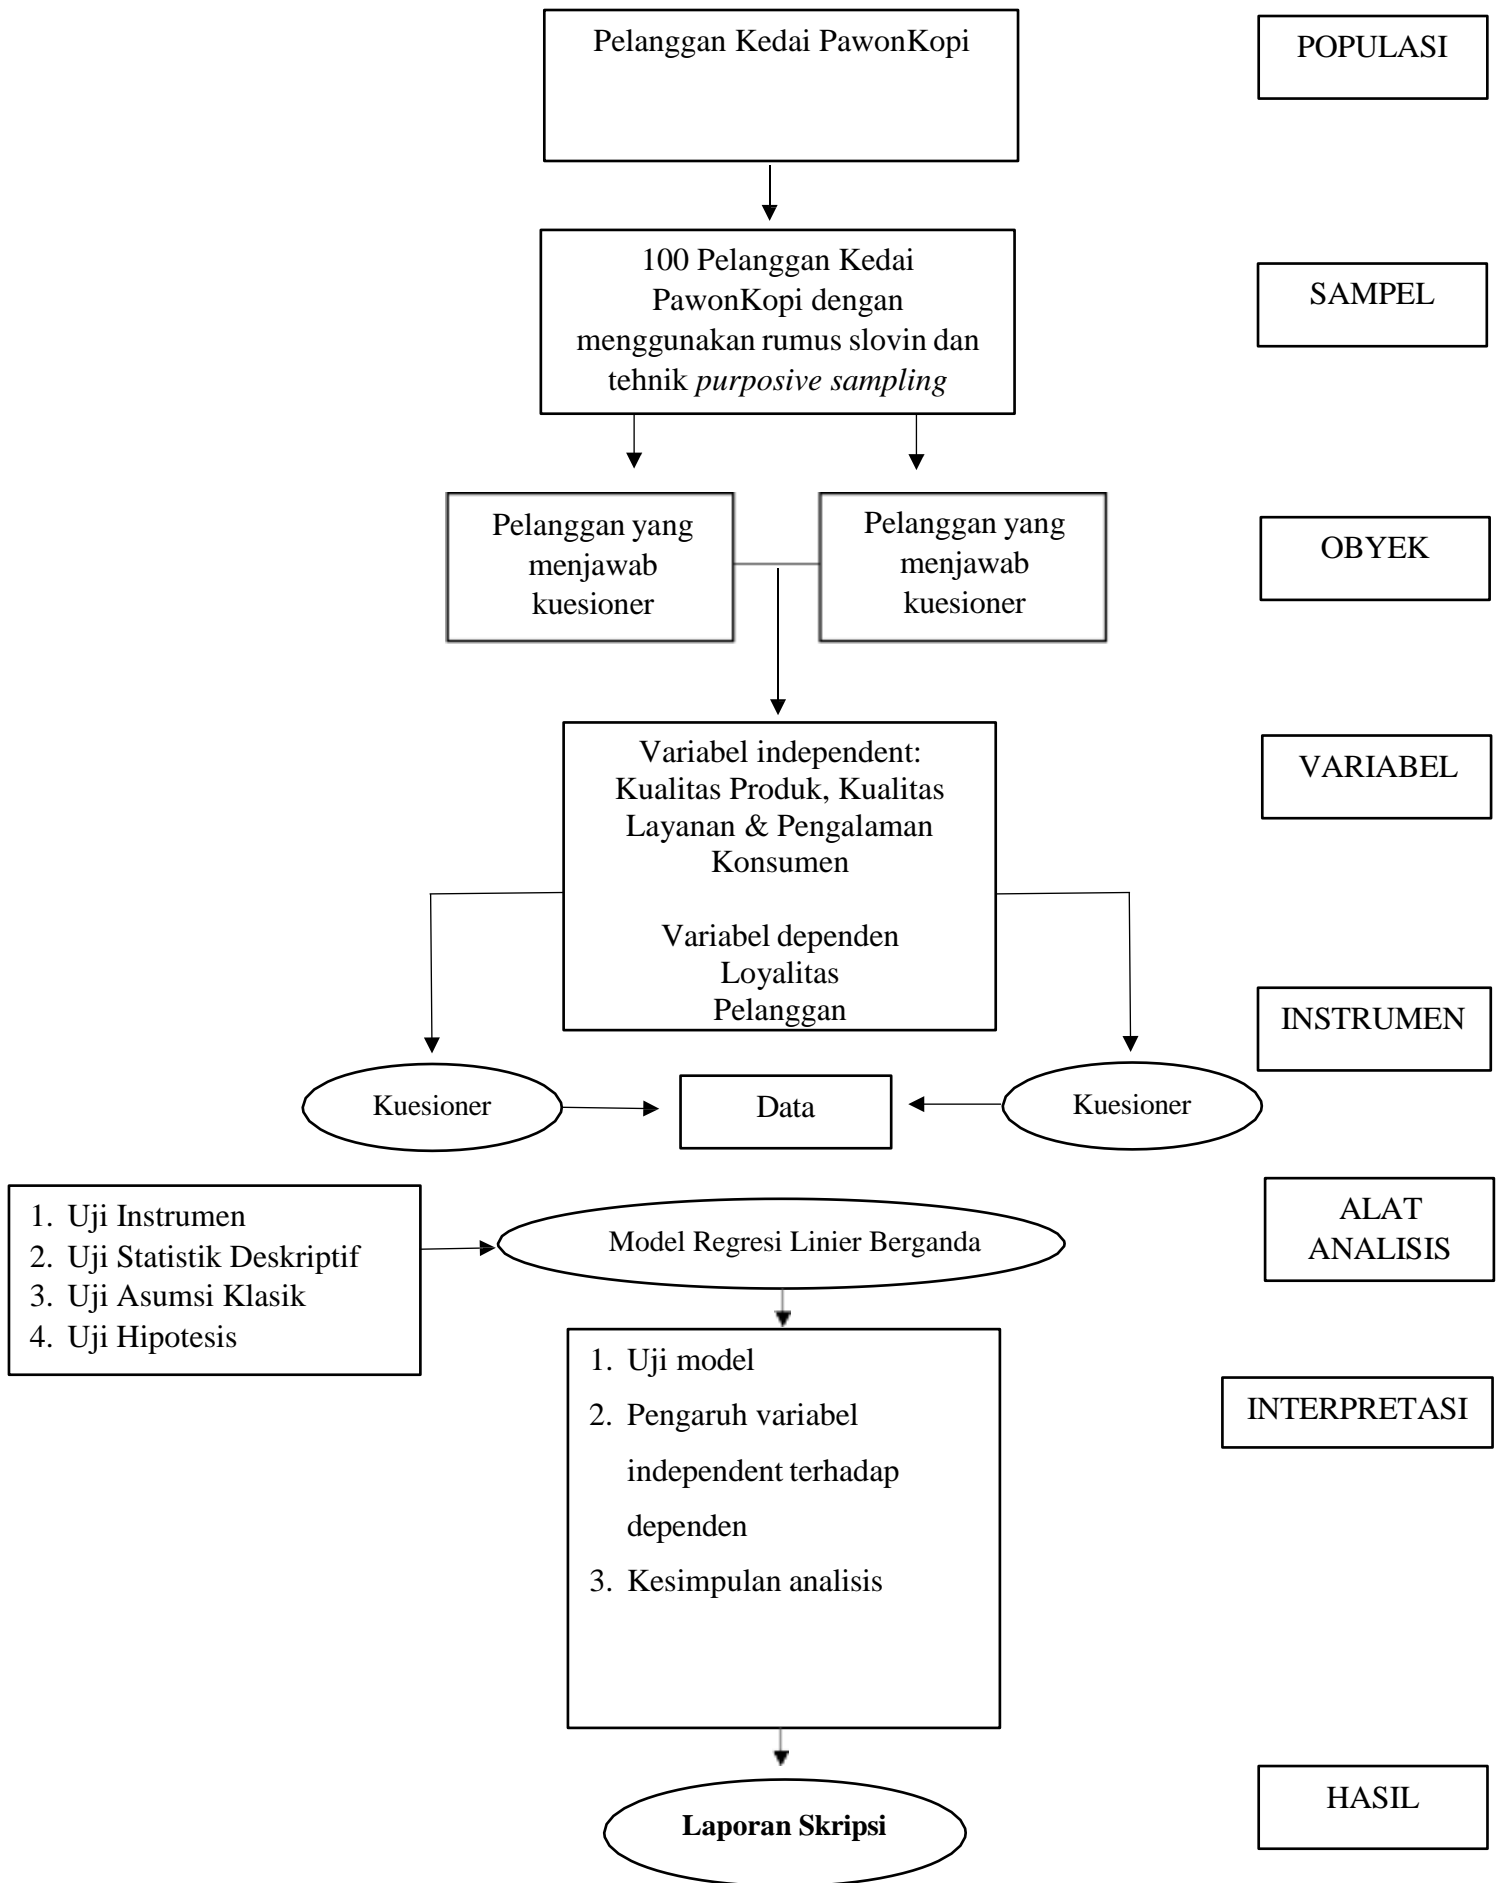 Pelanggan Kedai PawonKopi
POPULASI
100 Pelanggan Kedai
PawonKopi dengan
menggunakan rumus slovin dan
tehnik purposive sampling
SAMPEL
Pelanggan yang
menjawab
kuesioner
Pelanggan yang
menjawab
kuesioner
OBYEK
Variabel independent:
Kualitas Produk, Kualitas
Layanan & Pengalaman
Konsumen
Variabel dependen
Loyalitas
Pelanggan
VARIABEL
INSTRUMEN
Kuesioner
Data
Kuesioner
1. Uji Instrumen
2. Uji Statistik Deskriptif
3. Uji Asumsi Klasik
4. Uji Hipotesis
Model Regresi Linier Berganda
ALAT
ANALISIS
1. Uji model
2. Pengaruh variabel
independent terhadap
dependen
3. Kesimpulan analisis
INTERPRETASI
Laporan Skripsi
HASIL